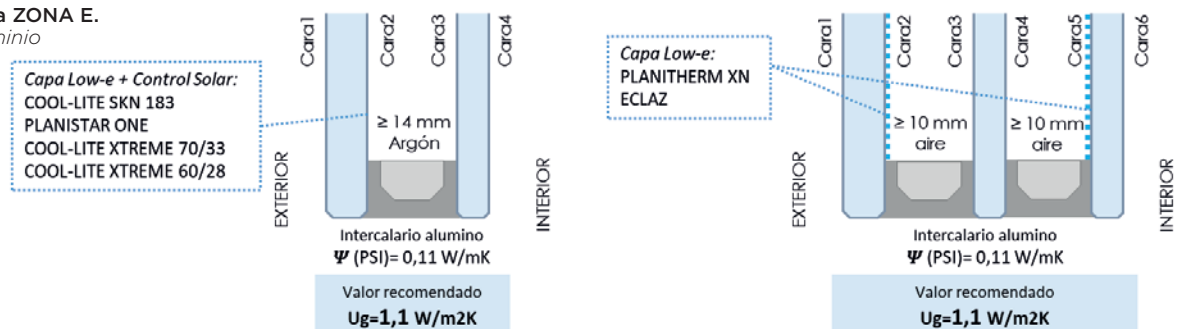 ZONA E.
Capa Low-e + Control Solar:
COOL-LITE SKN 183
PLANISTAR ONE
COOL-LITE XTREME 70/33
COOL-LITE XTREME 60/28
EXTERIOR
Cara1
Cara2
Cara3
Cara4
≥ 14 mm
Argón
INTERIOR
Intercalario alumino
Ψ (PSI)= 0,11 W/mK
Valor recomendado
Ug=1,1 W/m2K
Capa Low-e:
PLANITHERM XN
ECLAZ
EXTERIOR
Cara1
Cara2
Cara3
Cara4
Cara5
Cara6
≥ 10 mm
aire
≥ 10 mm
aire
INTERIOR
Intercalario alumino
Ψ (PSI)= 0,11 W/mK
Valor recomendado
Ug=1,1 W/m2K